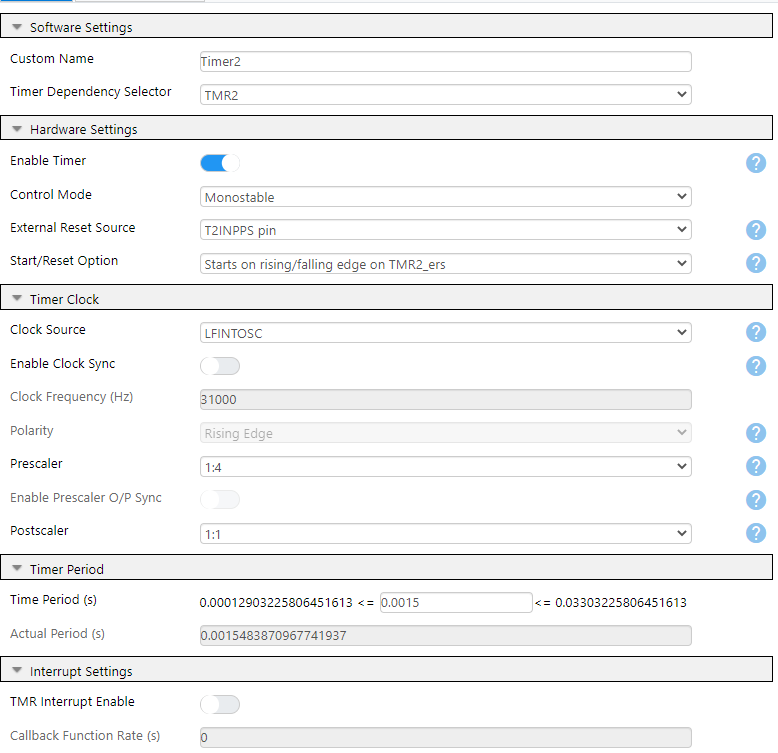 Software Settings
Custom Name Timer2
Timer Dependency Selector TMR2
Hardware Settings
Enable Timer ?
Control Mode Monostable
External Reset Source T2INPPS pin ?
Start/Reset Option Starts on rising/falling edge on TMR2_ers ?
Timer Clock
Clock Source LFINTOSC ?
Enable Clock Sync ?
Clock Frequency (Hz) 31000
Polarity Rising Edge ?
Prescaler 1:4 ?
Enable Prescaler O/P Sync ?
Postscaler 1:1 ?
Timer Period
Time Period (s) 0.00012903225806451613 <= 0.0015 <= 0.03303225806451613
Actual Period (s) 0.0015483870967741937
Interrupt Settings
TMR Interrupt Enable
Callback Function Rate (s) 0